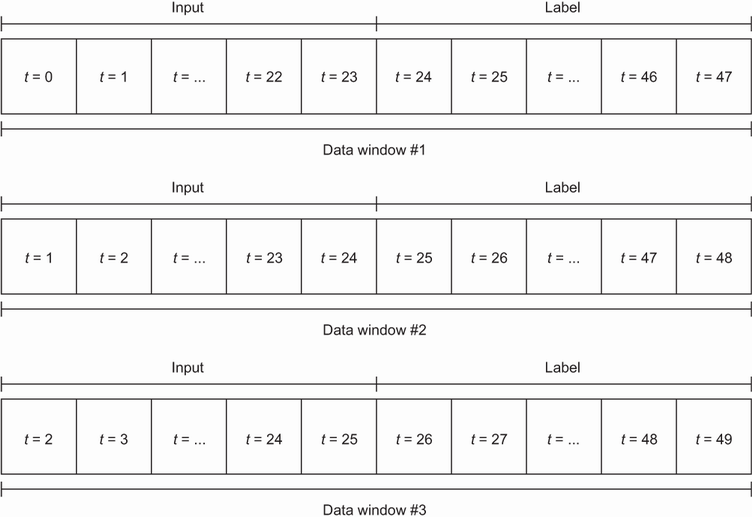 Input Label
t = 0 t = 1 t = ... t = 22 t = 23 t = 24 t = 25 t = ... t = 46 t = 47
Data window #1
Input Label
t = 1 t = 2 t = ... t = 23 t = 24 t = 25 t = 26 t = ... t = 47 t = 48
Data window #2
Input Label
t = 2 t = 3 t = ... t = 24 t = 25 t = 26 t = 27 t = ... t = 48 t = 49
Data window #3